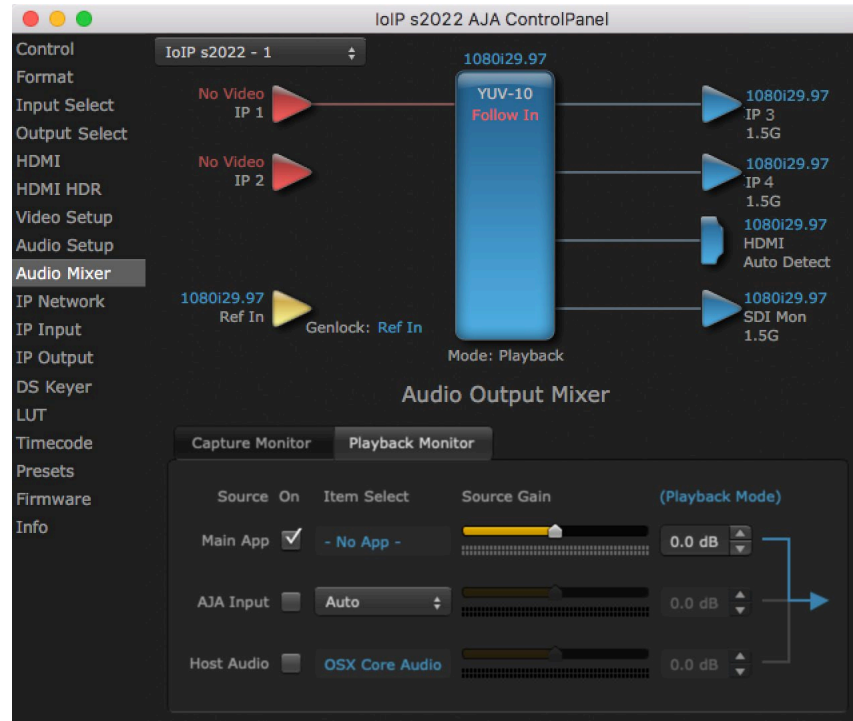 IoIP s2022 AJA ControlPanel
Control
Format
Input Select
Output Select
HDMI
HDMI HDR
Video Setup
Audio Setup
Audio Mixer
IP Network
IP Input
IP Output
DS Keyer
LUT
Timecode
Presets
Firmware
Info
IoIP s2022 - 1
1080i29.97
YUV-10
Follow In
No Video
IP 1
No Video
IP 2
1080i29.97
Ref In
Genlock: Ref In
1080i29.97
IP 3
1.5G
1080i29.97
IP 4
1.5G
1080i29.97
HDMI
Auto Detect
1080i29.97
SDI Mon
1.5G
Mode: Playback
Audio Output Mixer
Capture Monitor Playback Monitor
Source On Item Select Source Gain (Playback Mode)
Main App - No App - 0.0 dB
AJA Input Auto 0.0 dB
Host Audio OSX Core Audio 0.0 dB